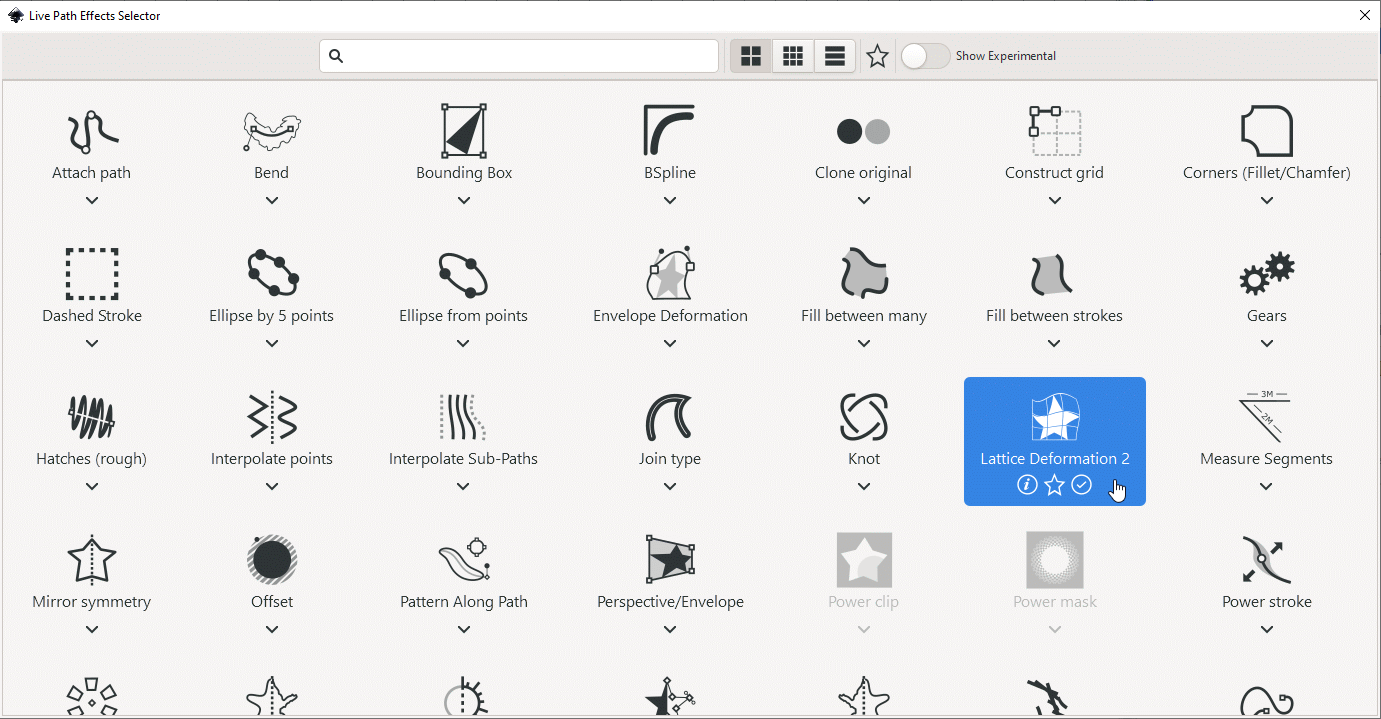 Live Path Effects Selector
Show Experimental
Attach path
Bend
Bounding Box
BSpline
Clone original
Construct grid
Corners (Fillet/Chamfer)
Dashed Stroke
Ellipse by 5 points
Ellipse from points
Envelope Deformation
Fill between many
Fill between strokes
Gears
Hatches (rough)
Interpolate points
Interpolate Sub-Paths
Join type
Knot
Lattice Deformation 2
3M
2M
Measure Segments
Mirror symmetry
Offset
Pattern Along Path
Perspective/Envelope
Power clip
Power mask
Power stroke